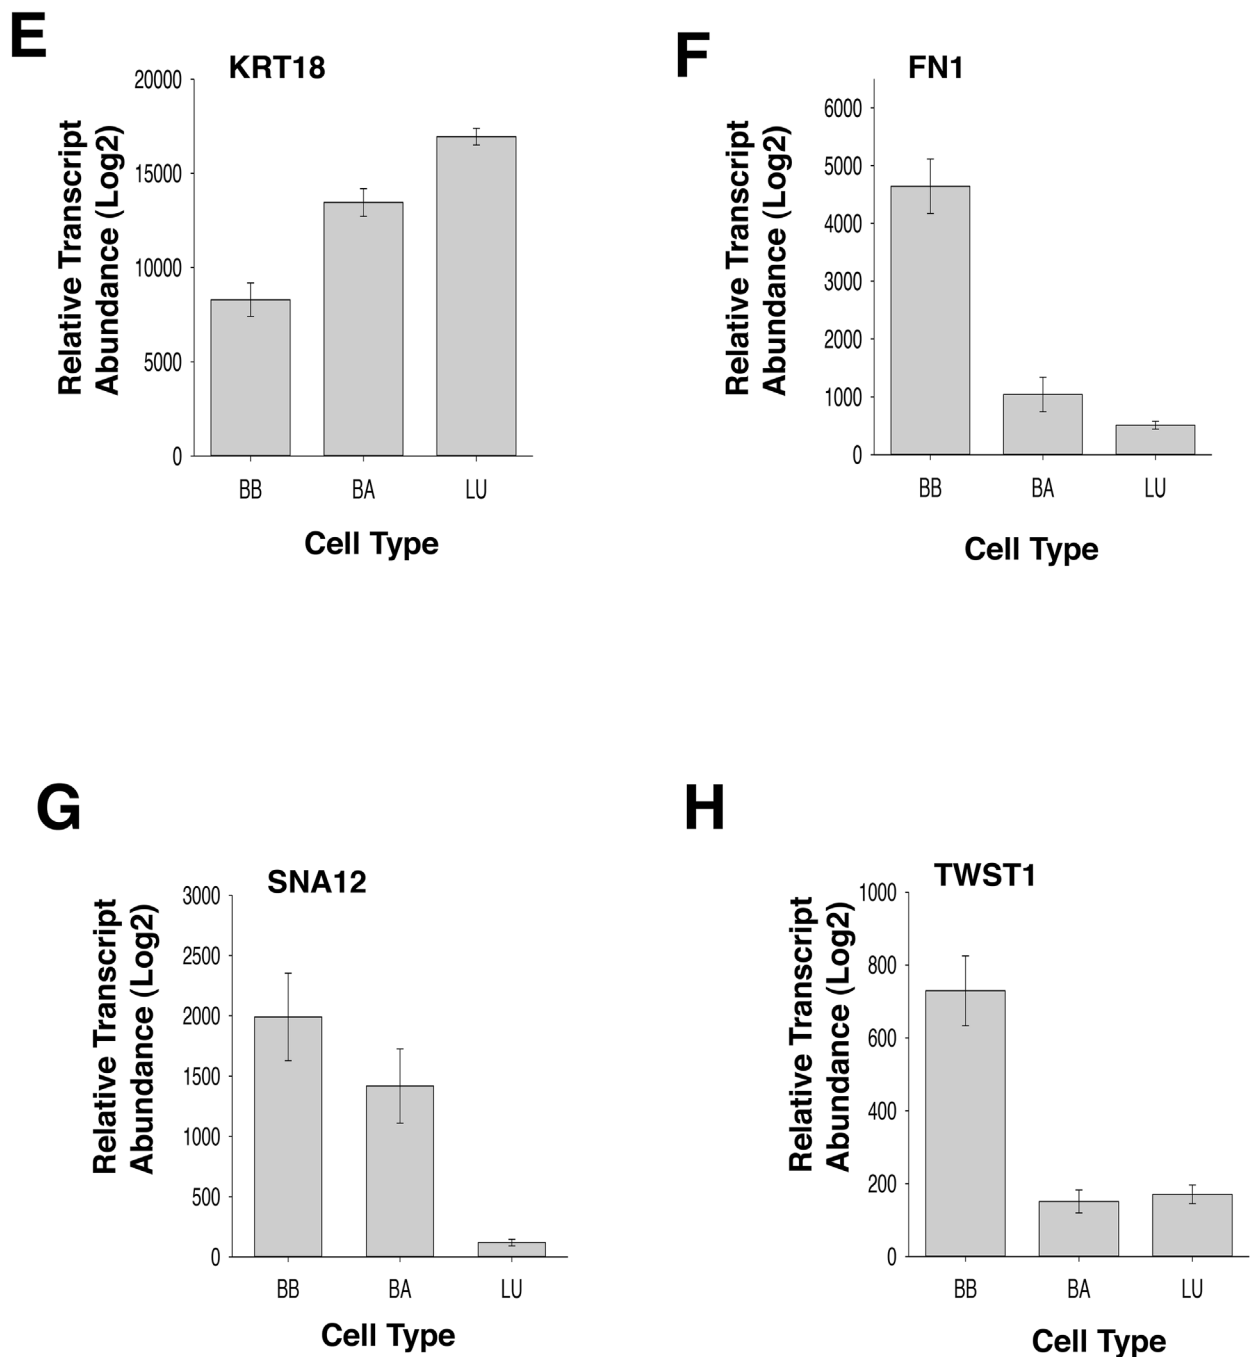 E
KRT18
Relative Transcript
Abundance (Log2)
20000
15000
10000
5000
0
BB BA LU
Cell Type
F
FN1
Relative Transcript
Abundance (Log2)
6000
5000
4000
3000
2000
1000
0
BB BA LU
Cell Type
G
SNA12
Relative Transcript
Abundance (Log2)
3000
2500
2000
1500
1000
500
0
BB BA LU
Cell Type
H
TWST1
Relative Transcript
Abundance (Log2)
1000
800
600
400
200
0
BB BA LU
Cell Type